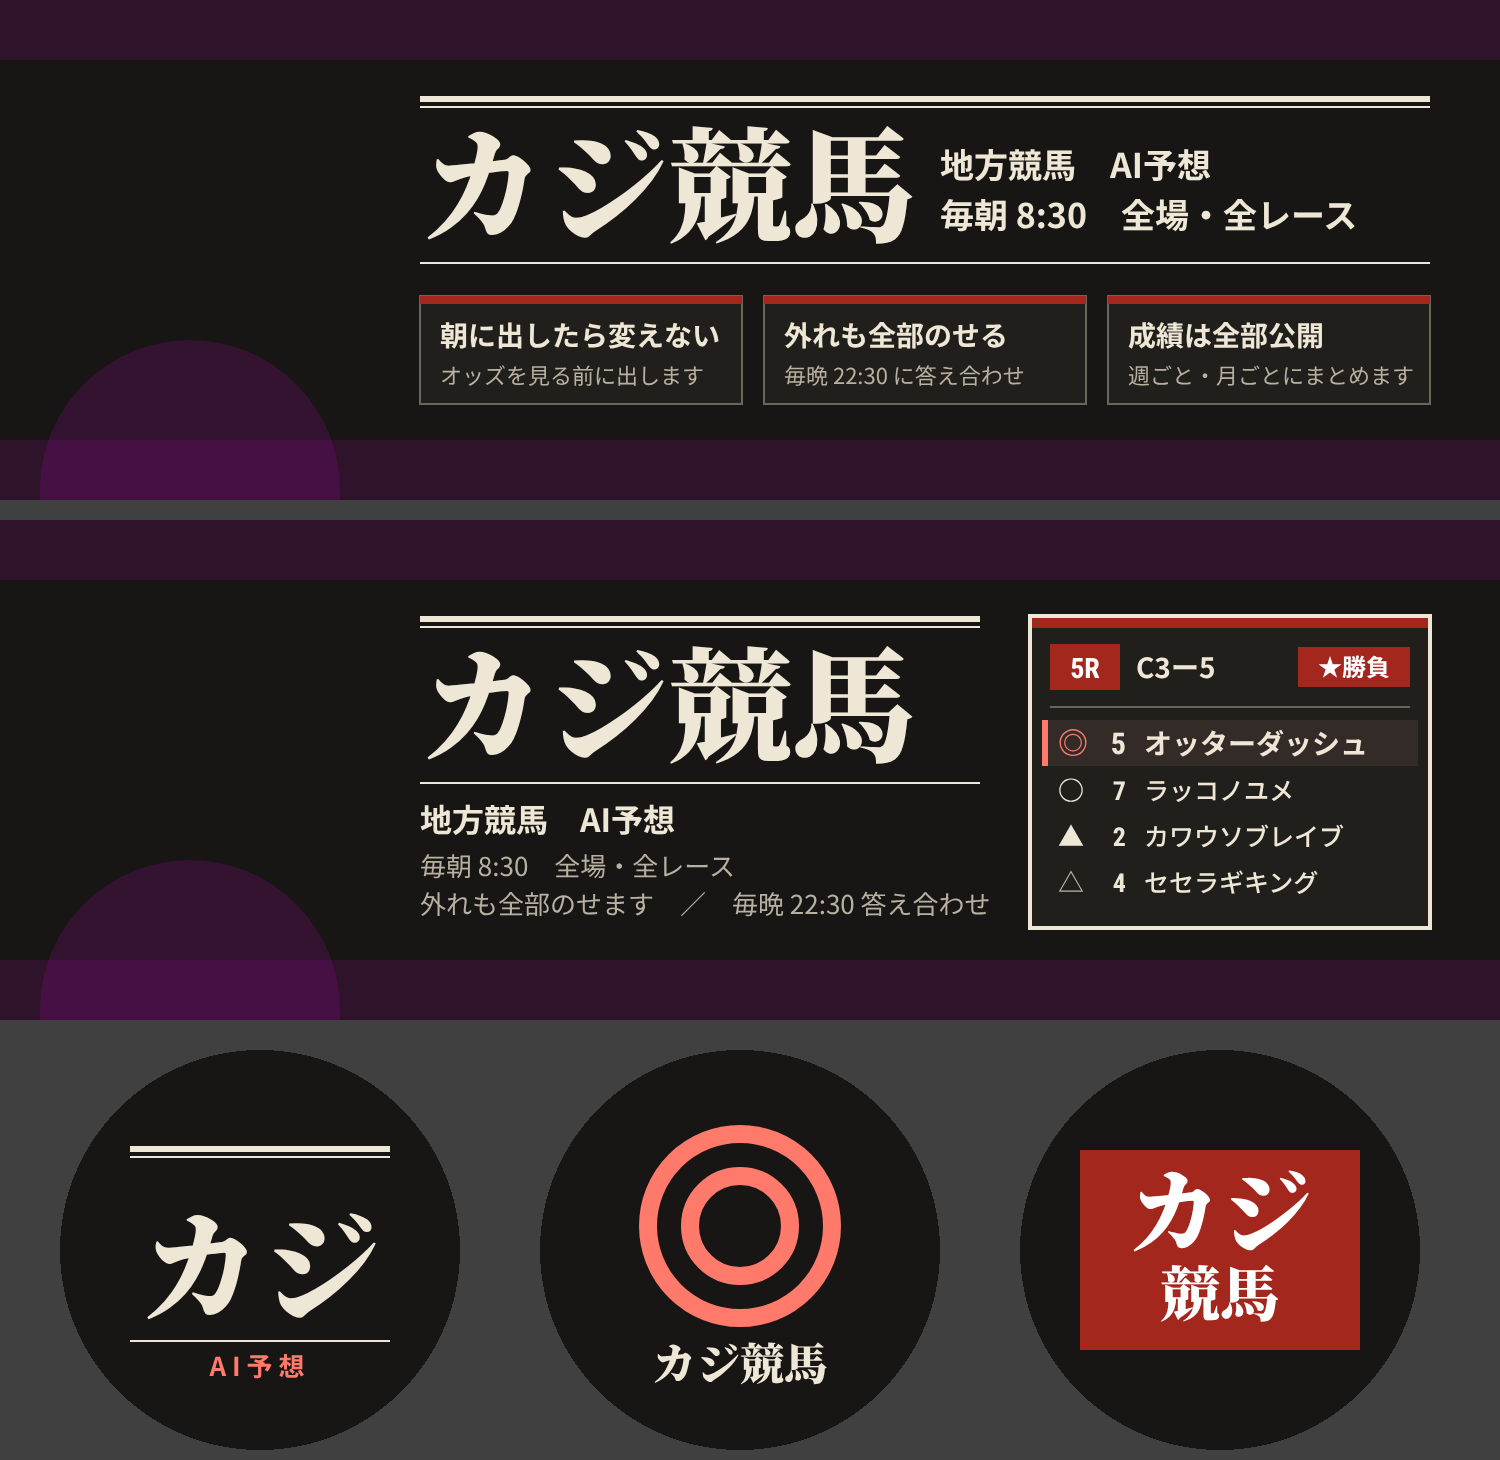 カジ競馬
地方競馬　AI予想
毎朝 8:30　全場・全レース
朝に出したら変えない
オッズを見る前に出します
外れも全部のせる
毎晩 22:30 に答え合わせ
成績は全部公開
週ごと・月ごとにまとめます
カジ競馬
地方競馬　AI予想
毎朝 8:30　全場・全レース
外れも全部のせます　／　毎晩 22:30 答え合わせ
5R C3ー5 ★勝負
◎ 5 オッターダッシュ
○ 7 ラッコノユメ
▲ 2 カワウソブレイブ
△ 4 セセラギキング
カジ
AI予想
カジ競馬
カジ
競馬